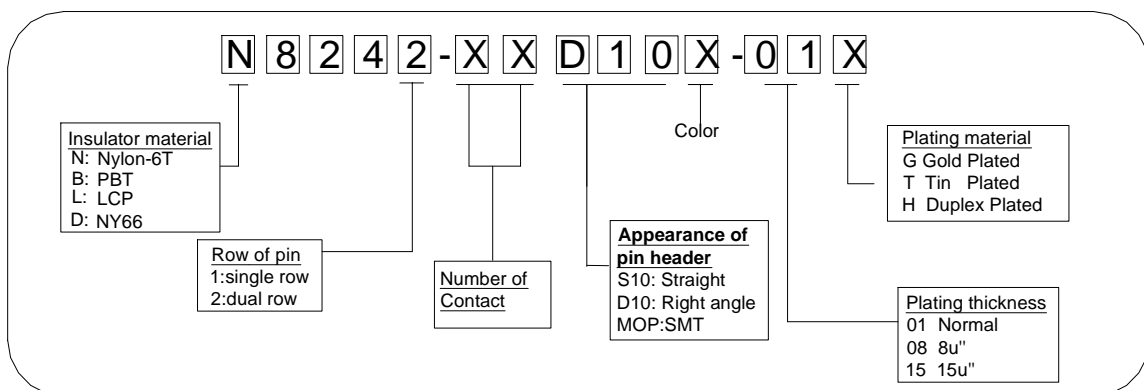 N8242-XXD10X-01X
Insulator material
N: Nylon-6T
B: PBT
L: LCP
D: NY66
Row of pin
1:single row
2:dual row
Number of
Contact
Color
Appearance of
pin header
S10: Straight
D10: Right angle
MOP:SMT
Plating material
G Gold Plated
T Tin Plated
H Duplex Plated
Plating thickness
01 Normal
08 8u"
15 15u"